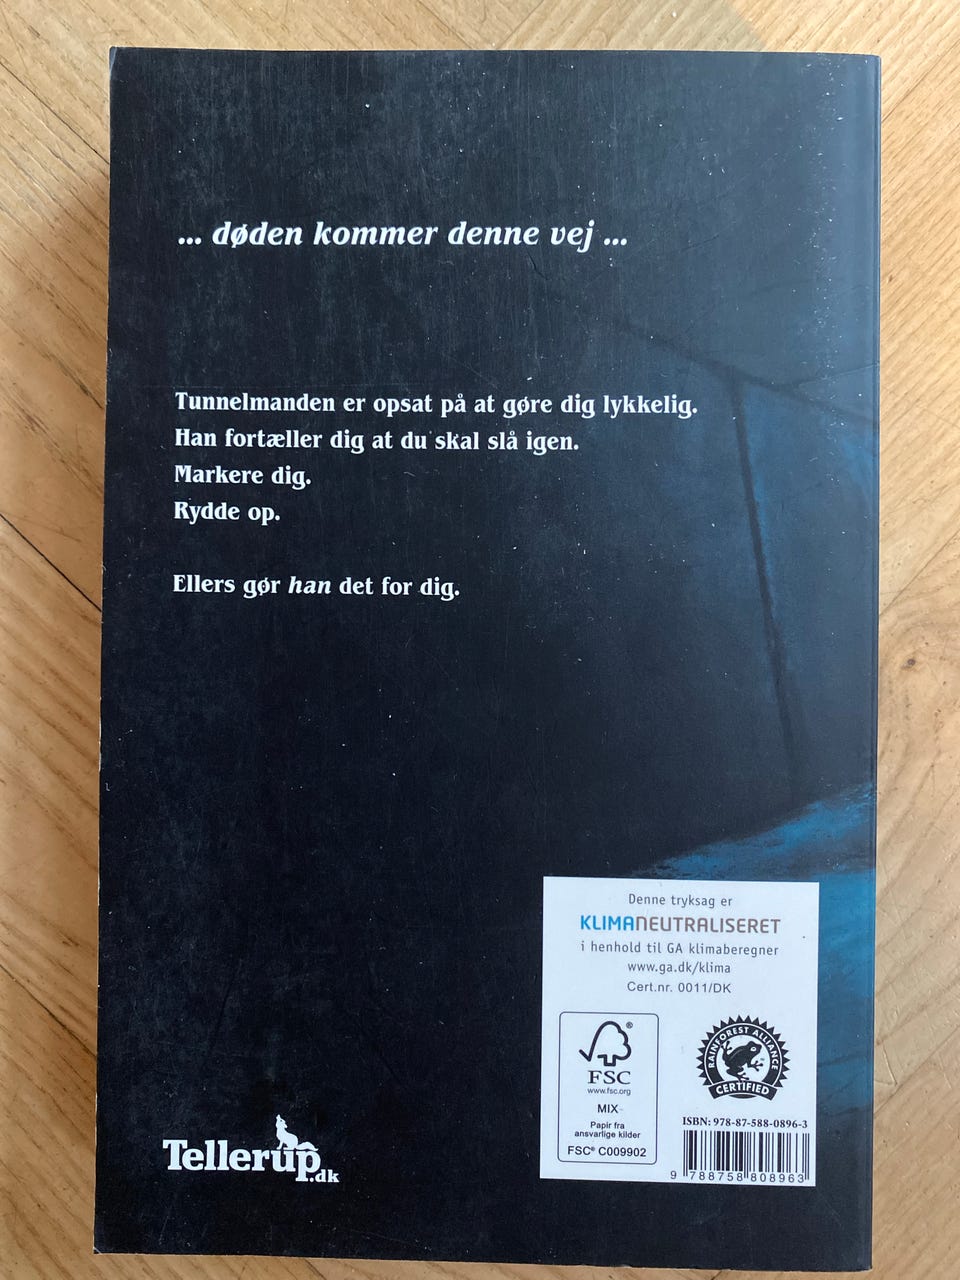 ... døden kommer denne vej ...
Tunnelmanden er opsat på at gøre dig lykkelig.
Han fortæller dig at du skal slå igen.
Markere dig.
Rydde op.
Ellers gør han det for dig.
Denne tryksag er
KLIMANEUTRALISERET
i henhold til GA klimaberegner
www.ga.dk/klima
Cert.nr. 0011/DK
®
FSC
www.fsc.org
MIX
Papir fra
ansvarlige kilder
FSC® C009902
RAINFOREST ALLIANCE
CERTIFIED
ISBN: 978-87-588-0896-3
9 788758 808963
Tellerup.dk